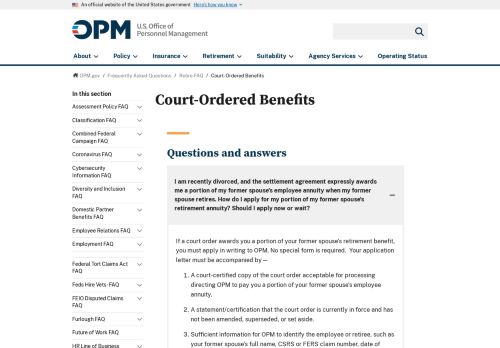 An official website of the United States government Here's how you know
OPM
U.S. Office of
Personnel Management
About
Policy
Insurance
Retirement
Suitability
Agency Services
Operating Status
OPM.gov / Frequently Asked Questions / Retire FAQ / Court-Ordered Benefits
In this section
Assessment Policy FAQ
Classification FAQ
Combined Federal
Campaign FAQ
Coronavirus FAQ
Cybersecurity
Information FAQ
Diversity and Inclusion
FAQ
Domestic Partner
Benefits FAQ
Employee Relations FAQ
Employment FAQ
Federal Tort Claims Act
FAQ
Feds Hire Vets- FAQ
FEIO Disputed Claims
FAQ
Furlough FAQ
Future of Work FAQ
HR Line of Business
Court-Ordered Benefits
Questions and answers
I am recently divorced, and the settlement agreement expressly awards
me a portion of my former spouse's employee annuity when my former
spouse retires. How do I apply for my portion of my former spouse's
retirement annuity? Should I apply now or wait?
If a court order awards you a portion of your former spouse's retirement benefit,
you must apply in writing to OPM. No special form is required. Your application
letter must be accompanied by —
1. A court-certified copy of the court order acceptable for processing
directing OPM to pay you a portion of your former spouse's employee
annuity.
2. A statement/certification that the court order is currently in force and has
not been amended, superseded, or set aside.
3. Sufficient information for OPM to identify the employee or retiree, such as
your former spouse's full name, CSRS or FERS claim number, date of